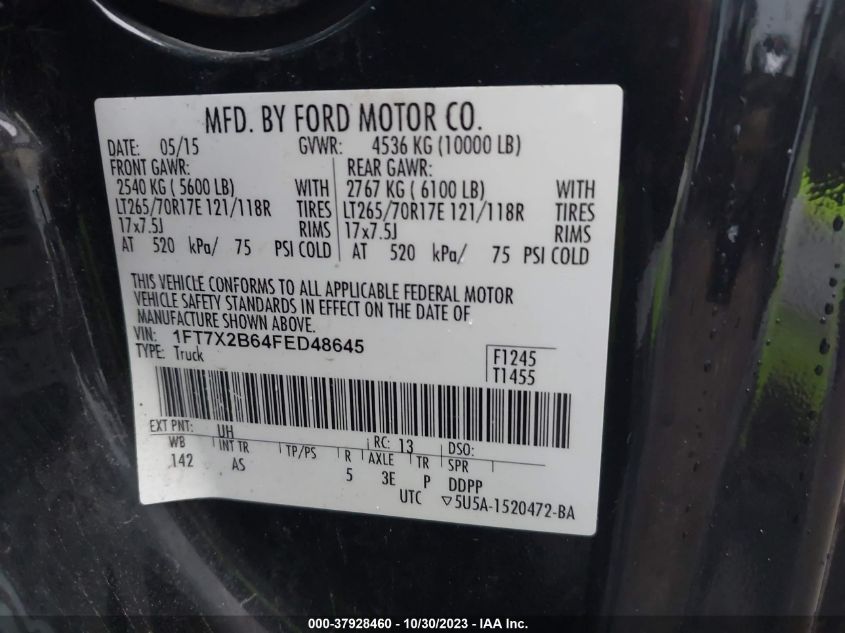 MFD. BY FORD MOTOR CO.
DATE: 05/15 GVWR: 4536 KG (10000 LB)
FRONT GAWR: REAR GAWR:
2540 KG ( 5600 LB) WITH 2767 KG ( 6100 LB) WITH
LT265/70R17E 121/118R TIRES LT265/70R17E 121/118R TIRES
17x7.5J RIMS 17x7.5J RIMS
AT 520 kPa/ 75 PSI COLD AT 520 kPa/ 75 PSI COLD
THIS VEHICLE CONFORMS TO ALL APPLICABLE FEDERAL MOTOR
VEHICLE SAFETY STANDARDS IN EFFECT ON THE DATE OF
MANUFACTURE SHOWN ABOVE.
VIN: 1FT7X2B64FED48645
TYPE: Truck
F1245
T1455
EXT PNT: UH RC: 13 DSO:
WB INT TR TP/PS R AXLE TR SPR
142 AS 5 3E P DDPP
UTC ▽5U5A-1520472-BA
000-37928460 - 10/30/2023 - IAA Inc.